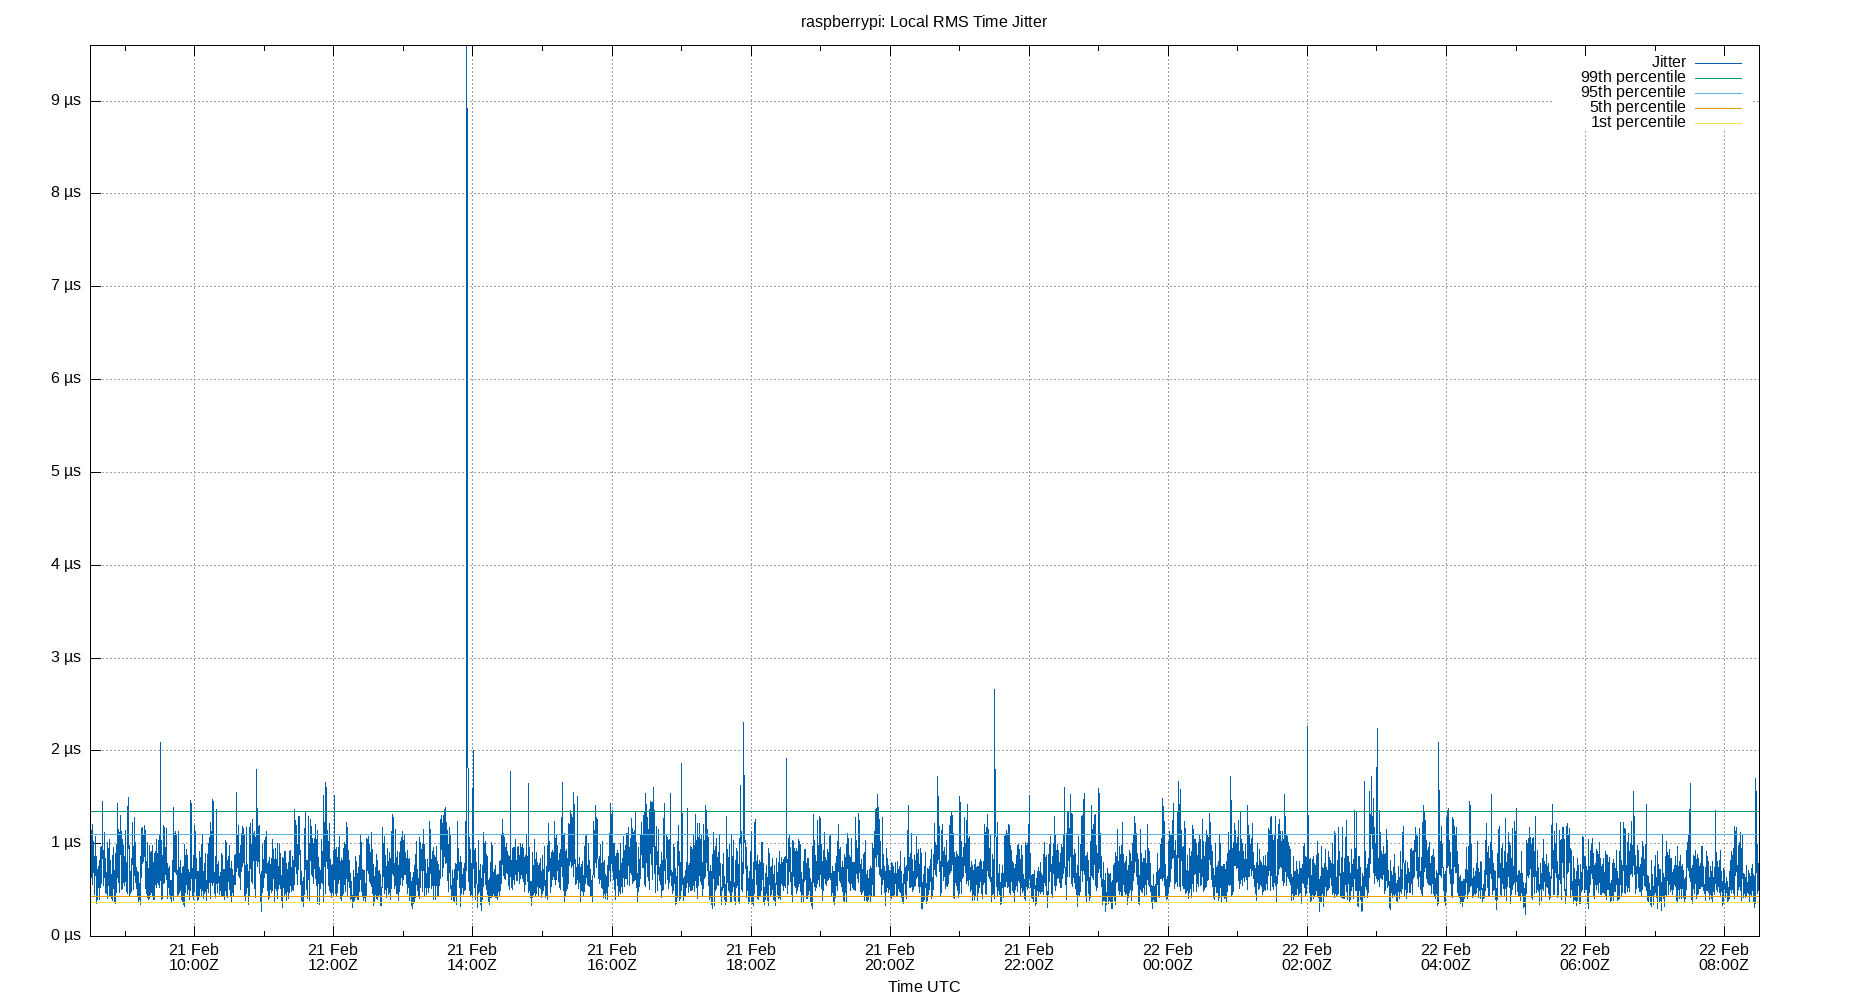 raspberrypi: Local RMS Time Jitter
Jitter
99th percentile
95th percentile
5th percentile
1st percentile
9 µs
8 µs
7 µs
6 µs
5 µs
4 µs
3 µs
2 µs
1 µs
0 µs
21 Feb 21 Feb 21 Feb 21 Feb 21 Feb 21 Feb 21 Feb 22 Feb 22 Feb 22 Feb 22 Feb 22 Feb
10:00Z 12:00Z 14:00Z 16:00Z 18:00Z 20:00Z 22:00Z 00:00Z 02:00Z 04:00Z 06:00Z 08:00Z
Time UTC